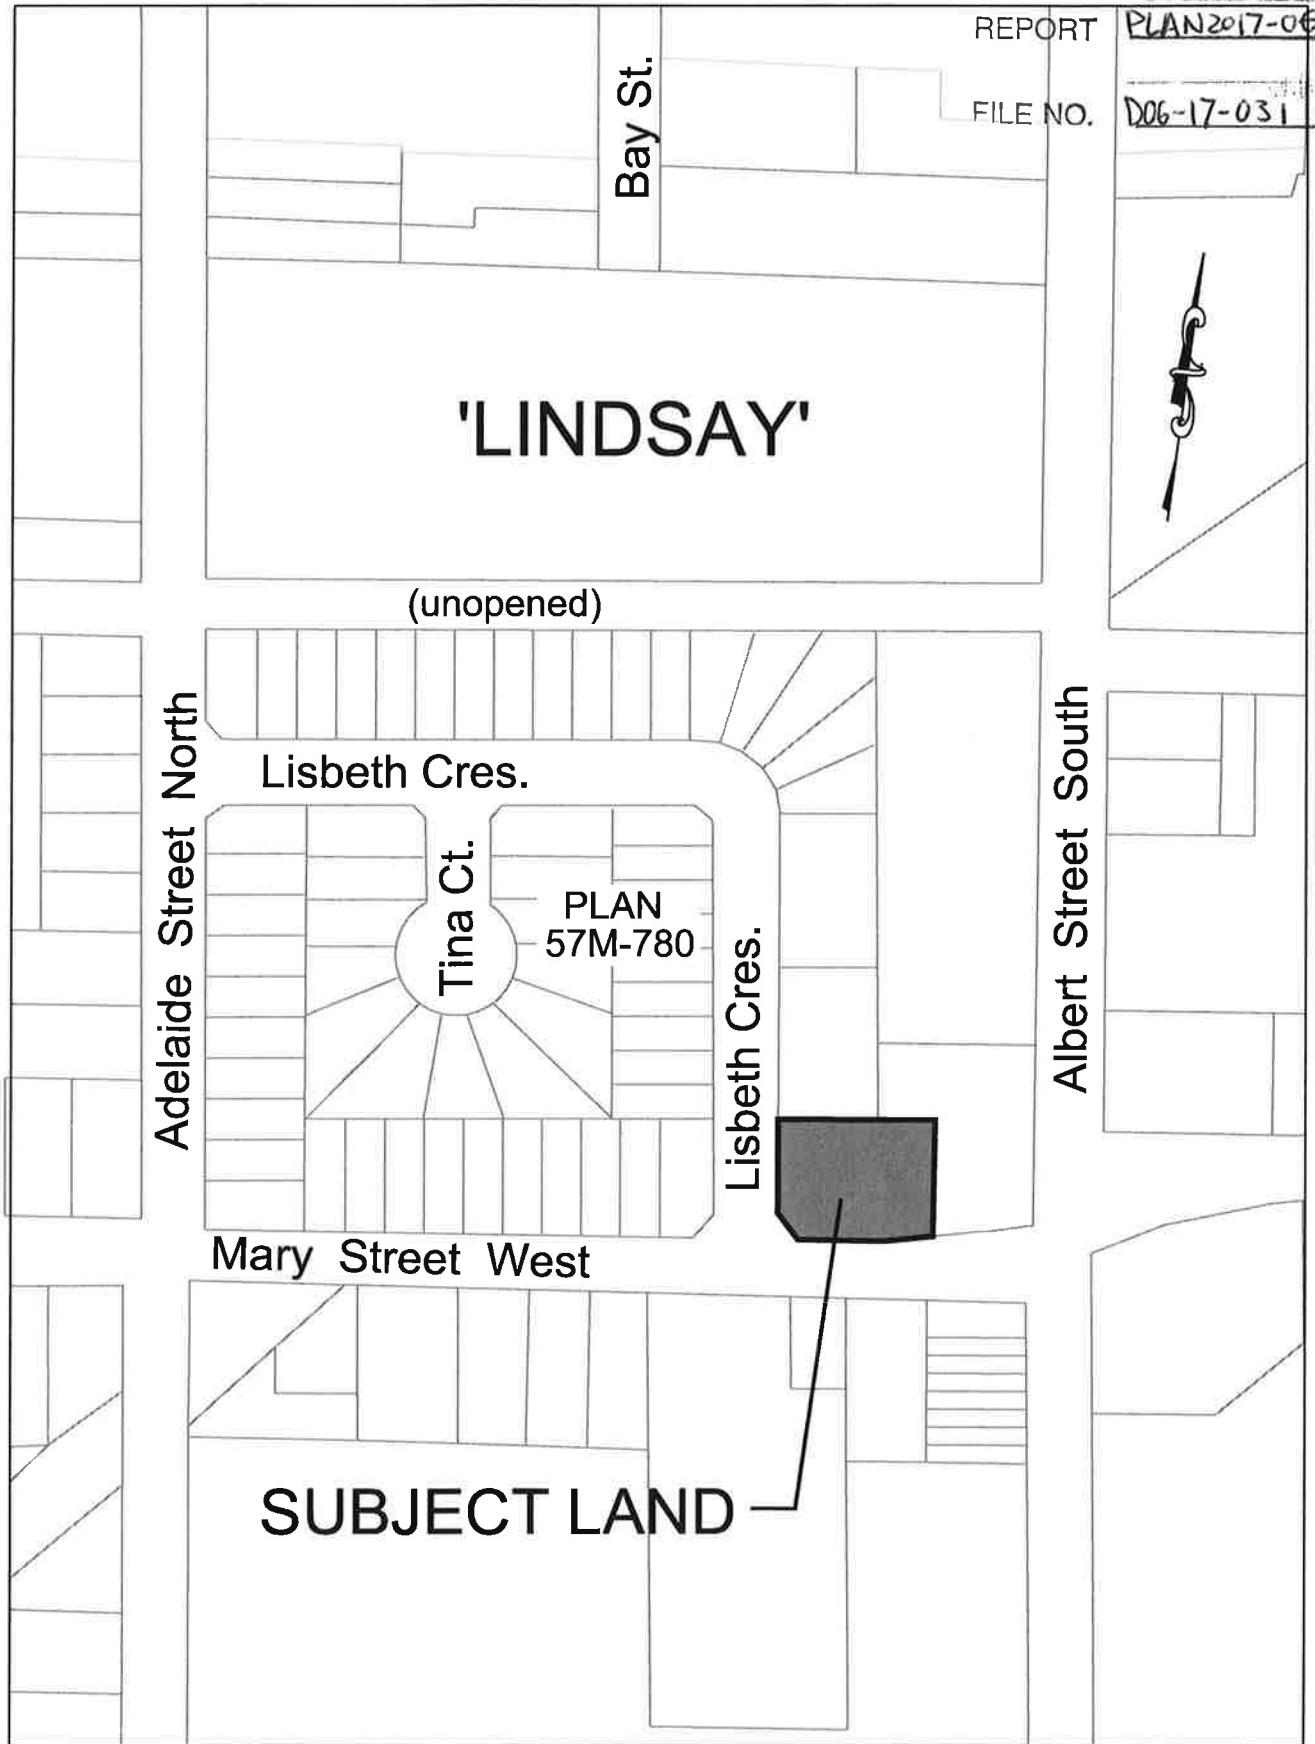 REPORT
FILE NO. D06-17-031
Bay St.
'LINDSAY'
(unopened)
Adelaide Street North
Lisbeth Cres.
Tina Ct.
PLAN
57M-780
Lisbeth Cres.
Albert Street South
Mary Street West
SUBJECT LAND